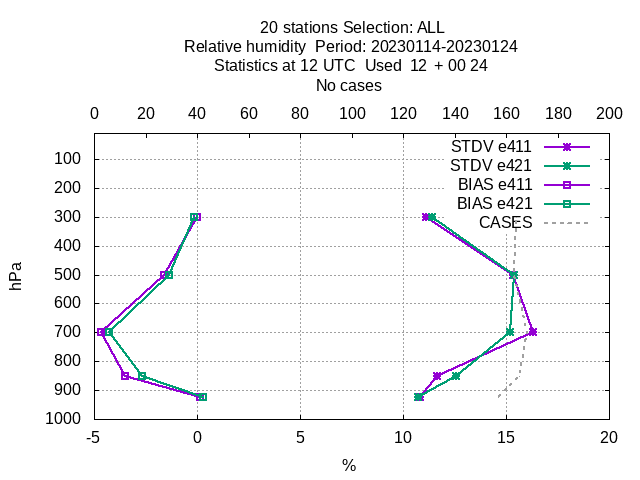 20 stations Selection: ALL
Relative humidity  Period: 20230114-20230124
Statistics at 12 UTC  Used  12  + 00 24
No cases
0 20 40 60 80 100 120 140 160 180 200
STDV e411
STDV e421
BIAS e411
BIAS e421
CASES
100
200
300
400
500
600
700
800
900
1000
hPa
-5 0 5 10 15 20
%